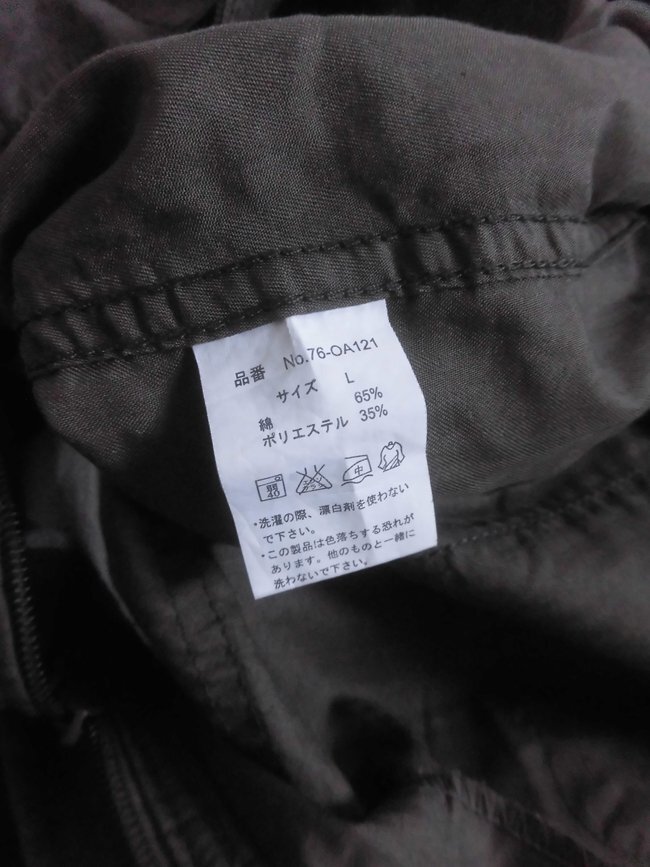 品番 No.76-OA121
サイズ L
綿 65%
ポリエステル 35%
弱 40 中
・洗濯の際、漂白剤を使わない
で下さい。
・この製品は色落ちする恐れが
あります。他のものと一緒に
洗わないで下さい。